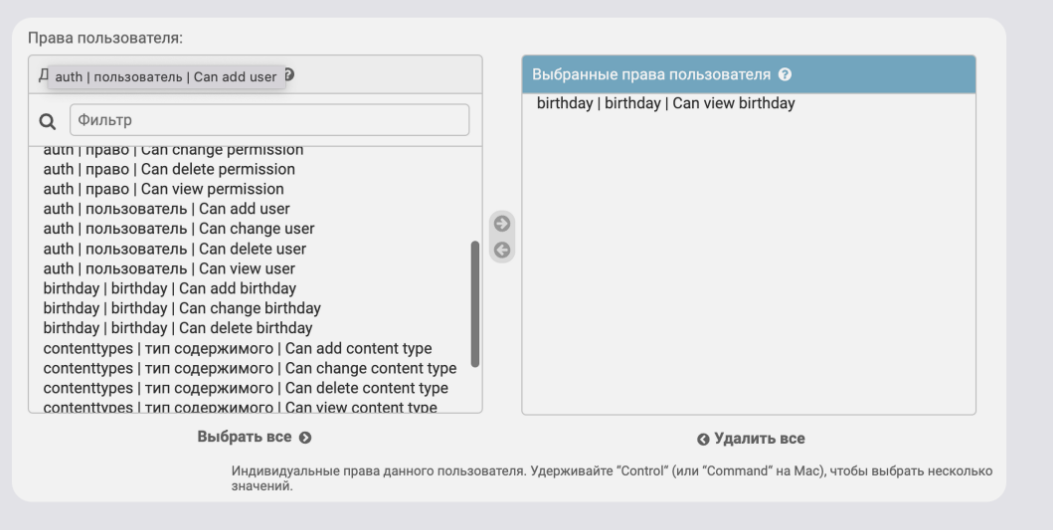 Права пользователя:
Д
auth | пользователь | Can add user
Фильтр
auth | право | Can change permission
auth | право | Can delete permission
auth | право | Can view permission
auth | пользователь | Can add user
auth | пользователь | Can change user
auth | пользователь | Can delete user
auth | пользователь | Can view user
birthday | birthday | Can add birthday
birthday | birthday | Can change birthday
birthday | birthday | Can delete birthday
contenttypes | тип содержимого | Can add content type
contenttypes | тип содержимого | Can change content type
contenttypes | тип содержимого | Can delete content type
contenttypes | тип содержимого | Can view content type
Выбрать все
Выбранные права пользователя
birthday | birthday | Can view birthday
Удалить все
Индивидуальные права данного пользователя. Удерживайте “Control” (или “Command” на Mac), чтобы выбрать несколько
значений.